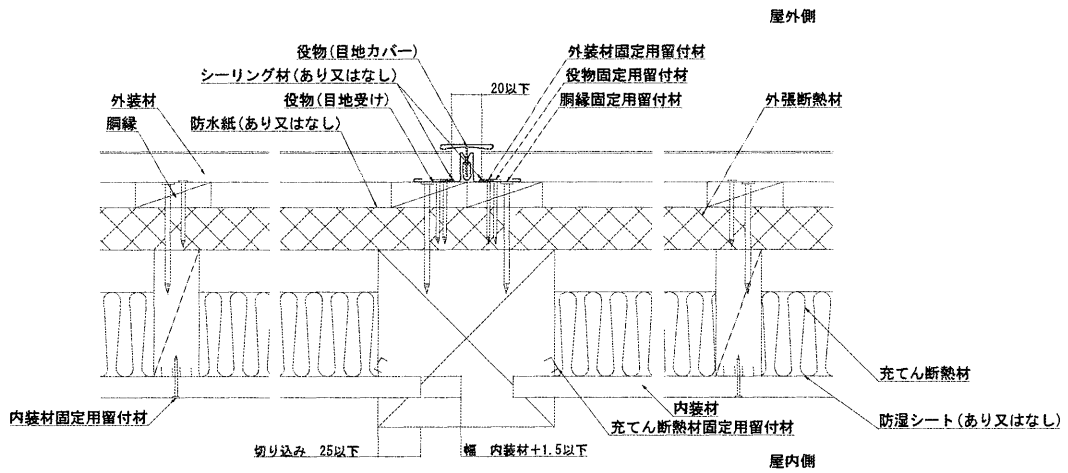 屋外側
役物(目地カバー)
外装材固定用留付材
シーリング材(あり又はなし)
役物固定用留付材
20以下
外装材
役物(目地受け)
胴縁固定用留付材
外張断熱材
胴縁
防水紙(あり又はなし)
充てん断熱材
内装材固定用留付材
内装材
防湿シート(あり又はなし)
充てん断熱材固定用留付材
切り込み 25以下
幅 内装材+1.5以下
屋内側